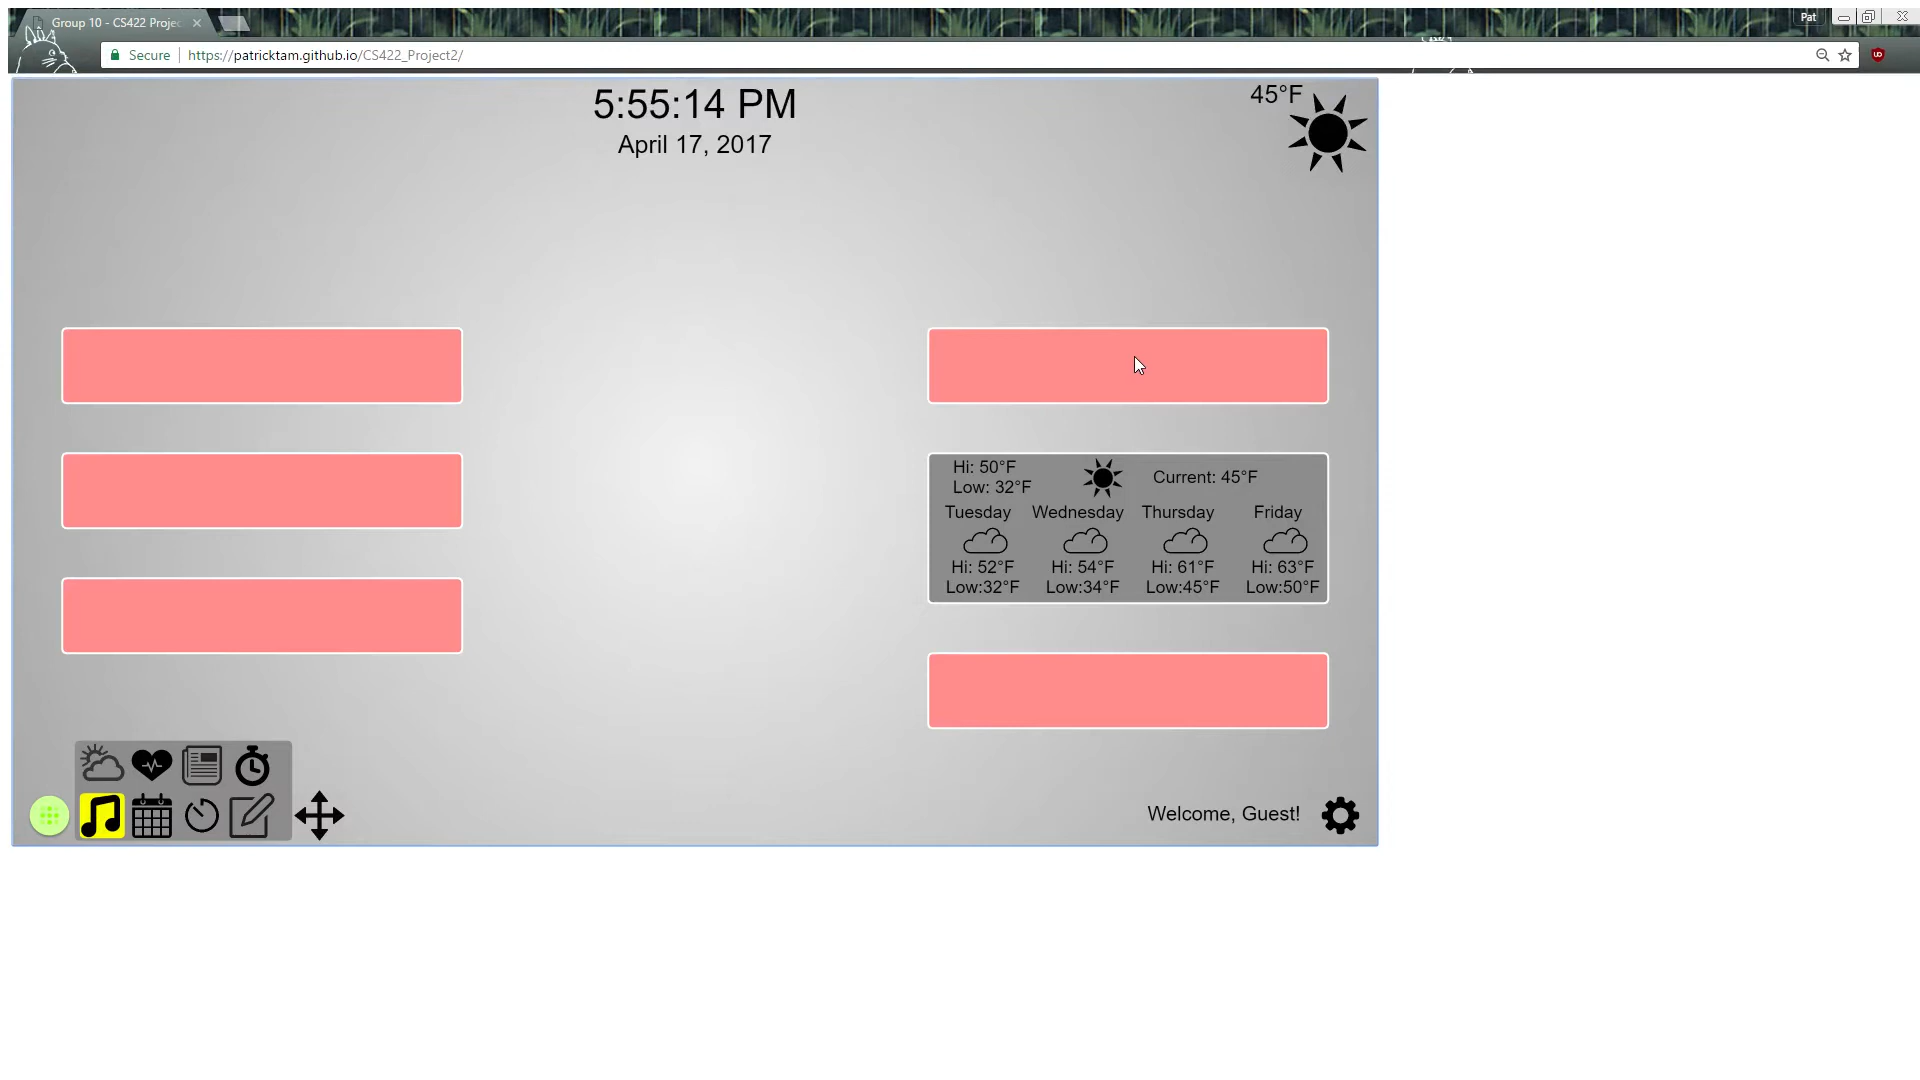 Group 10 - CS422 Projec
Pat
Secure
https://patricktam.github.io/CS422_Project2/
5:55:14 PM
April 17, 2017
45°F
Hi: 50°F
Low: 32°F
Current: 45°F
Tuesday Wednesday Thursday Friday
Hi: 52°F Hi: 54°F Hi: 61°F Hi: 63°F
Low:32°F Low:34°F Low:45°F Low:50°F
Welcome, Guest!